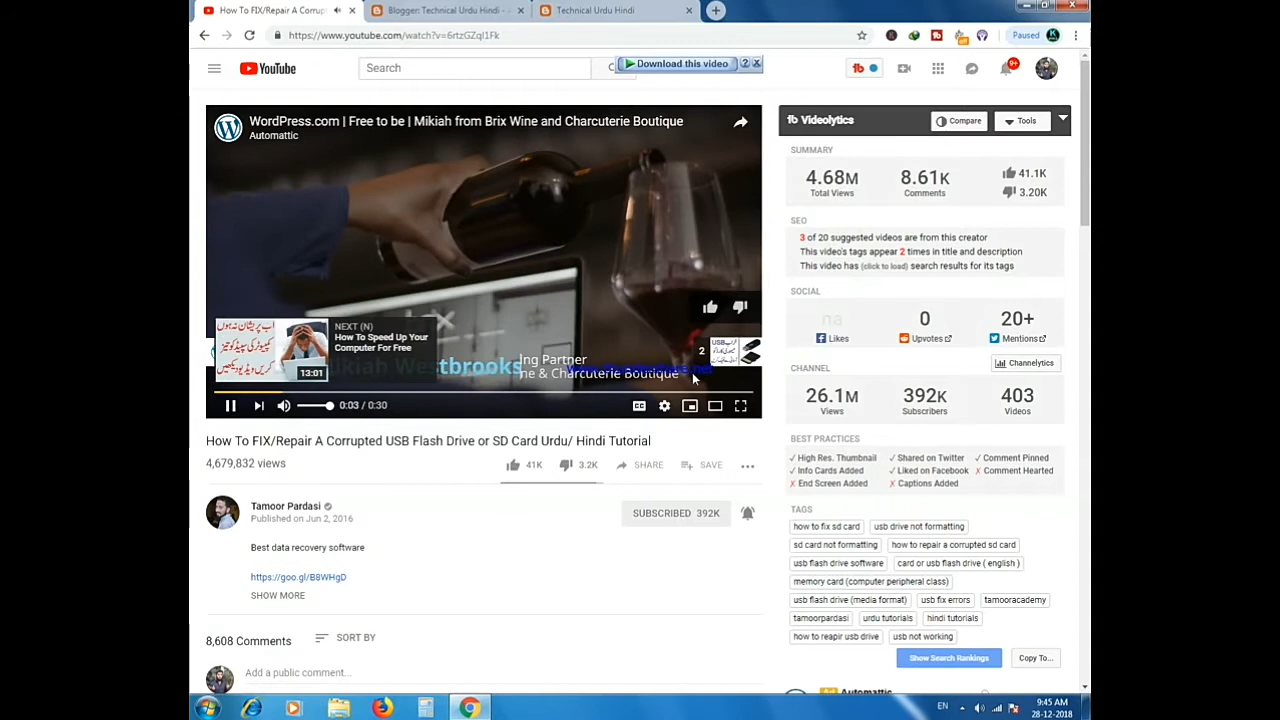 How To FIX/Repair A Corrup
Blogger: Technical Urdu Hindi -
Technical Urdu Hindi
https://www.youtube.com/watch?v=6rtzGZqI1Fk
Paused
YouTube
Search
Download this video
9+
WordPress.com | Free to be | Mikiah from Brix Wine and Charcuterie Boutique
Automattic
NEXT (N)
How To Speed Up Your
Computer For Free
13:01
Mikiah Westbrooks
ing Partner
ne & Charcuterie Boutique
2
0:03 / 0:30
How To FIX/Repair A Corrupted USB Flash Drive or SD Card Urdu/ Hindi Tutorial
4,679,832 views
41K
3.2K
SHARE
SAVE
Tamoor Pardasi
Published on Jun 2, 2016
SUBSCRIBED 392K
Best data recovery software
https://goo.gl/B8WHgD
SHOW MORE
8,608 Comments
SORT BY
Add a public comment...
Videolytics
Compare
Tools
SUMMARY
4.68M
Total Views
8.61K
Comments
41.1K
3.20K
SEO
3 of 20 suggested videos are from this creator
This video's tags appear 2 times in title and description
This video has (click to load) search results for its tags
SOCIAL
na
Likes
0
Upvotes
20+
Mentions
Channelytics
CHANNEL
26.1M
Views
392K
Subscribers
403
Videos
BEST PRACTICES
✓ High Res. Thumbnail ✓ Shared on Twitter ✓ Comment Pinned
✓ Info Cards Added ✓ Liked on Facebook ✗ Comment Hearted
✗ End Screen Added ✗ Captions Added
TAGS
how to fix sd card
usb drive not formatting
sd card not formatting
how to repair a corrupted sd card
usb flash drive software
card or usb flash drive ( english )
memory card (computer peripheral class)
usb flash drive (media format)
usb fix errors
tamooracademy
tamoorpardasi
urdu tutorials
hindi tutorials
how to reapir usb drive
usb not working
Show Search Rankings
Copy To...
Ad
Automattic
EN
9:45 AM
28-12-2018